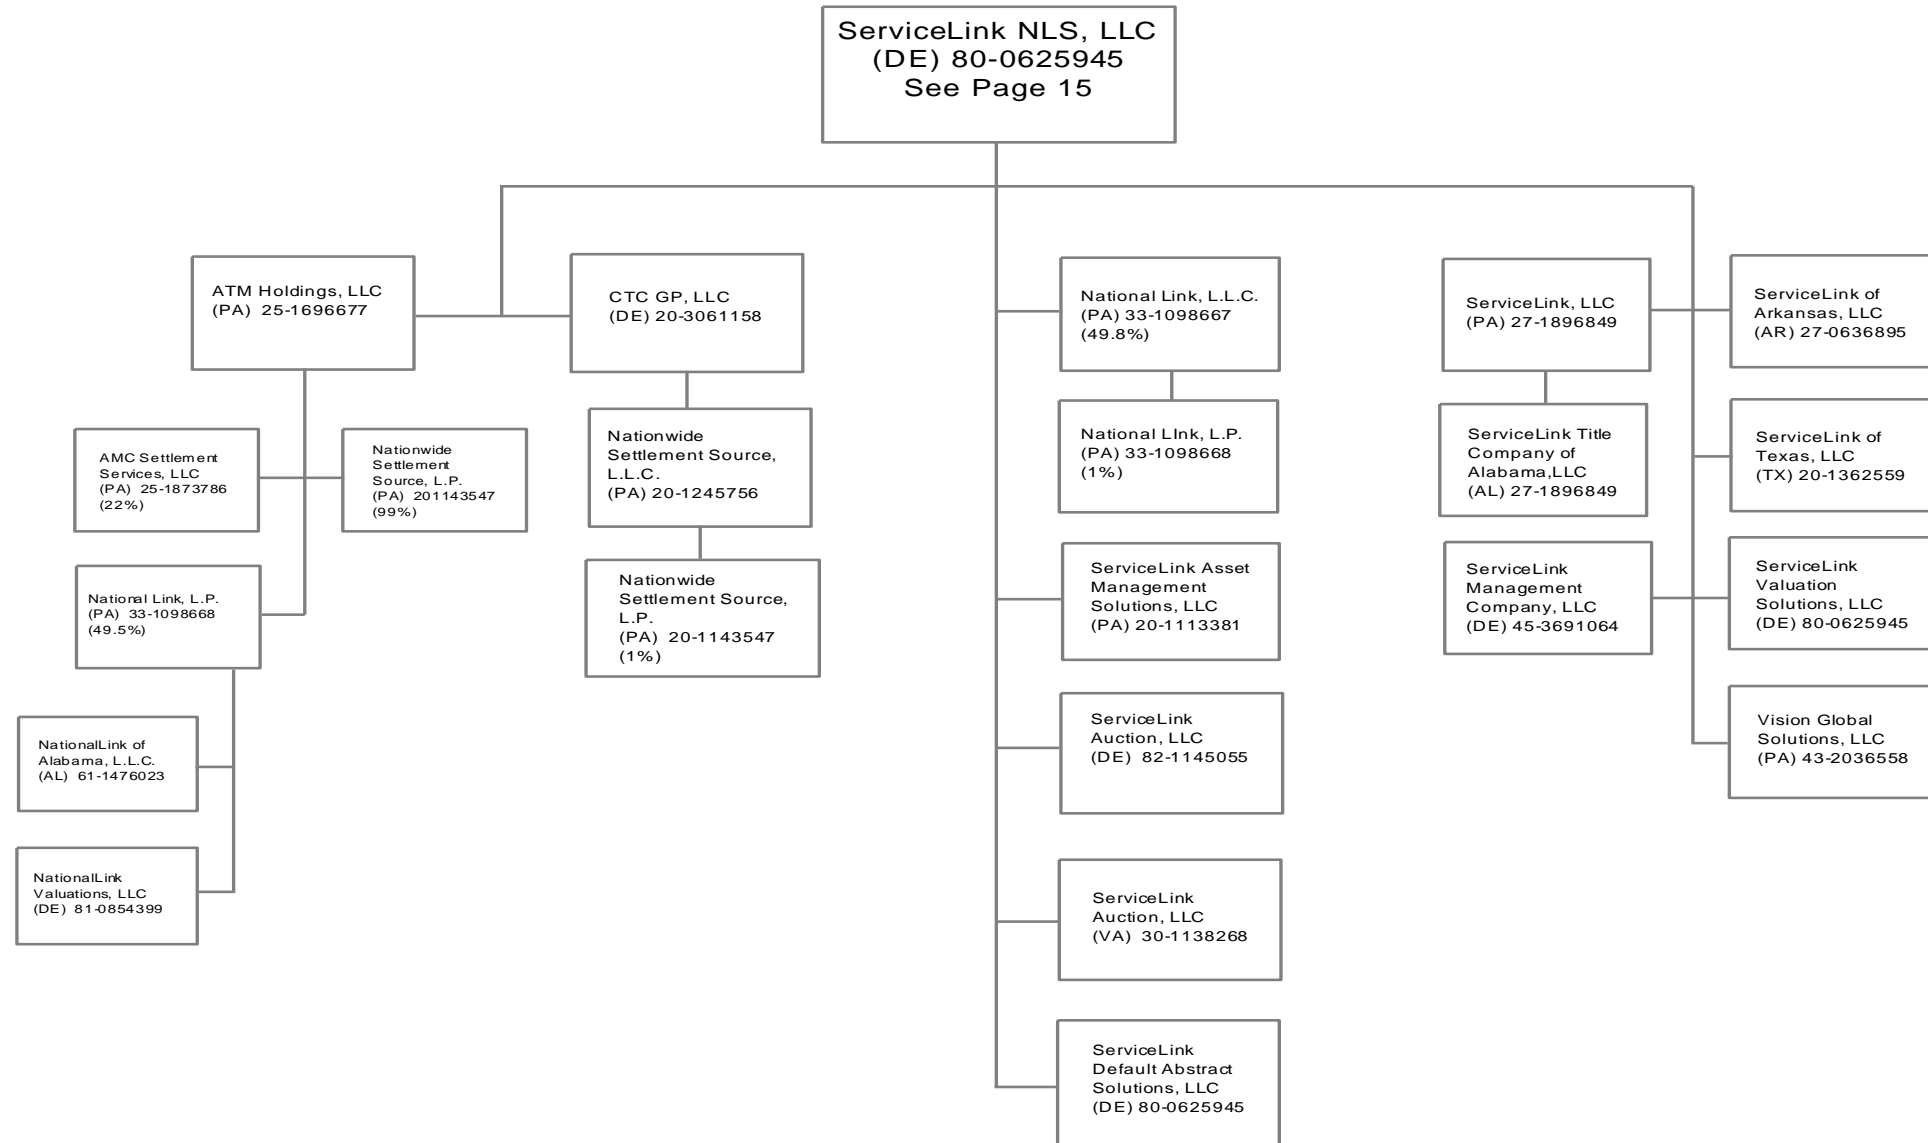 ServiceLink NLS, LLC
(DE) 80-0625945
See Page 15
ATM Holdings, LLC
(PA) 25-1696677
CTC GP, LLC
(DE) 20-3061158
National Link, L.L.C.
(PA) 33-1098667
(49.8%)
ServiceLink, LLC
(PA) 27-1896849
ServiceLink of
Arkansas, LLC
(AR) 27-0636895
AMC Settlement
Services, LLC
(PA) 25-1873786
(22%)
Nationwide
Settlement
Source, L.P.
(PA) 201143547
(99%)
Nationwide
Settlement Source,
L.L.C.
(PA) 20-1245756
National LInk, L.P.
(PA) 33-1098668
(1%)
ServiceLink Title
Company of
Alabama,LLC
(AL) 27-1896849
ServiceLink of
Texas, LLC
(TX) 20-1362559
National Link, L.P.
(PA) 33-1098668
(49.5%)
Nationwide
Settlement Source,
L.P.
(PA) 20-1143547
(1%)
ServiceLink Asset
Management
Solutions, LLC
(PA) 20-1113381
ServiceLink
Management
Company, LLC
(DE) 45-3691064
ServiceLink
Valuation
Solutions, LLC
(DE) 80-0625945
NationalLink of
Alabama, L.L.C.
(AL) 61-1476023
ServiceLink
Auction, LLC
(DE) 82-1145055
Vision Global
Solutions, LLC
(PA) 43-2036558
NationalLink
Valuations, LLC
(DE) 81-0854399
ServiceLink
Auction, LLC
(VA) 30-1138268
ServiceLink
Default Abstract
Solutions, LLC
(DE) 80-0625945